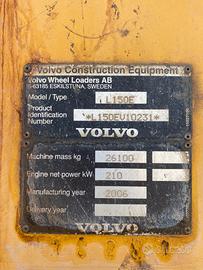 Volvo Construction Equipment
Volvo Wheel Loaders AB
S-63185 ESKILSTUNA, SWEDEN
Model / Type L150E
Product Identification Number *L150EV10231*
VOLVO
Machine mass kg 26100
Engine net power kW 210
Manufacturing year 2006
Delivery year
VOLVO